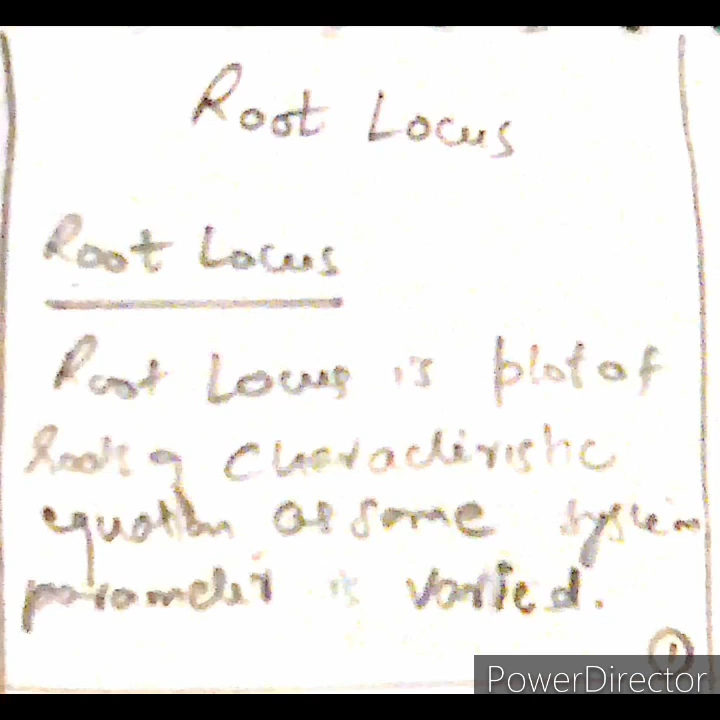 Root Locus
Root Locus
Root Locus is plot of
roots of characteristic
equation as some system
parameter is varied.
1
PowerDirector